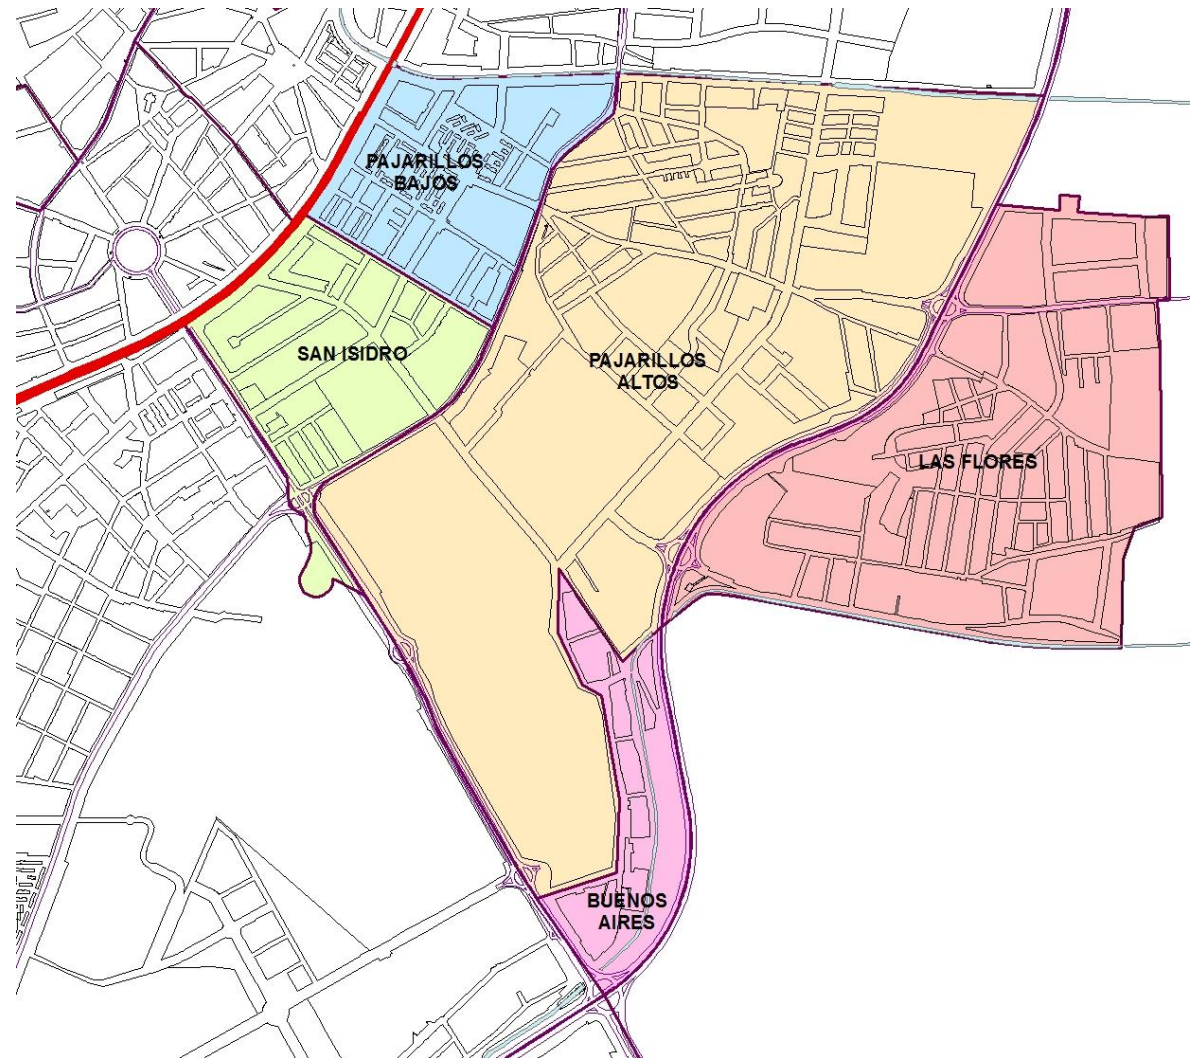 PAJARILLOS
BAJOS
SAN ISIDRO
PAJARILLOS
ALTOS
LAS FLORES
BUENOS
AIRES